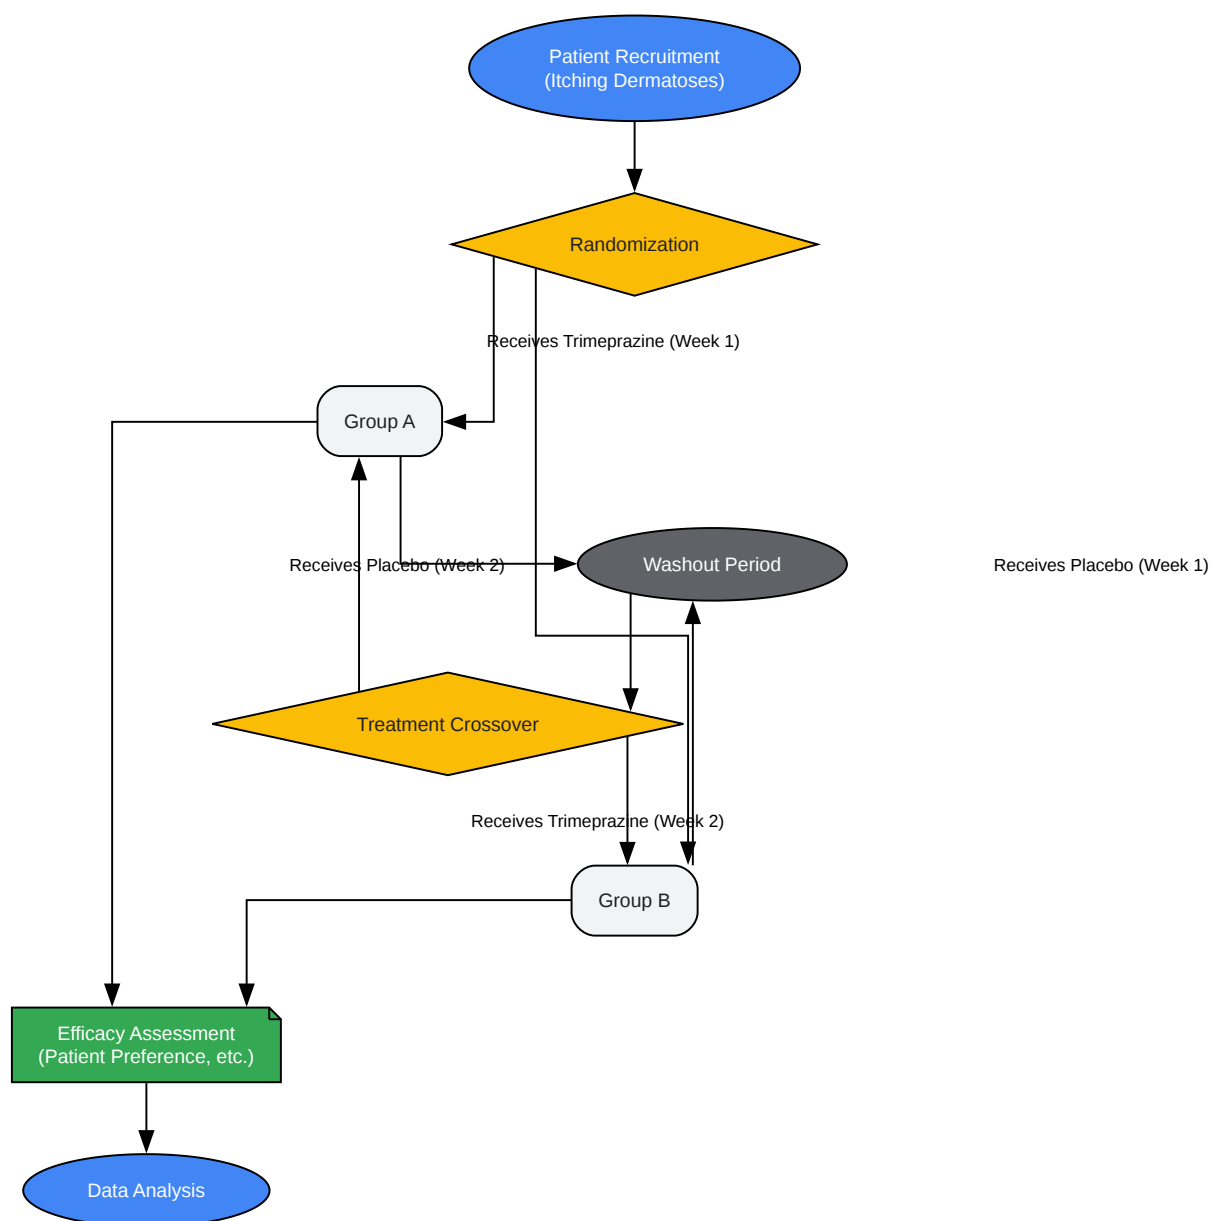 Patient Recruitment
(Itching Dermatoses)
Randomization
Receives Trimeprazine (Week 1)
Group A
Receives Placebo (Week 2)
Washout Period
Receives Placebo (Week 1)
Treatment Crossover
Receives Trimeprazine (Week 2)
Group B
Efficacy Assessment
(Patient Preference, etc.)
Data Analysis